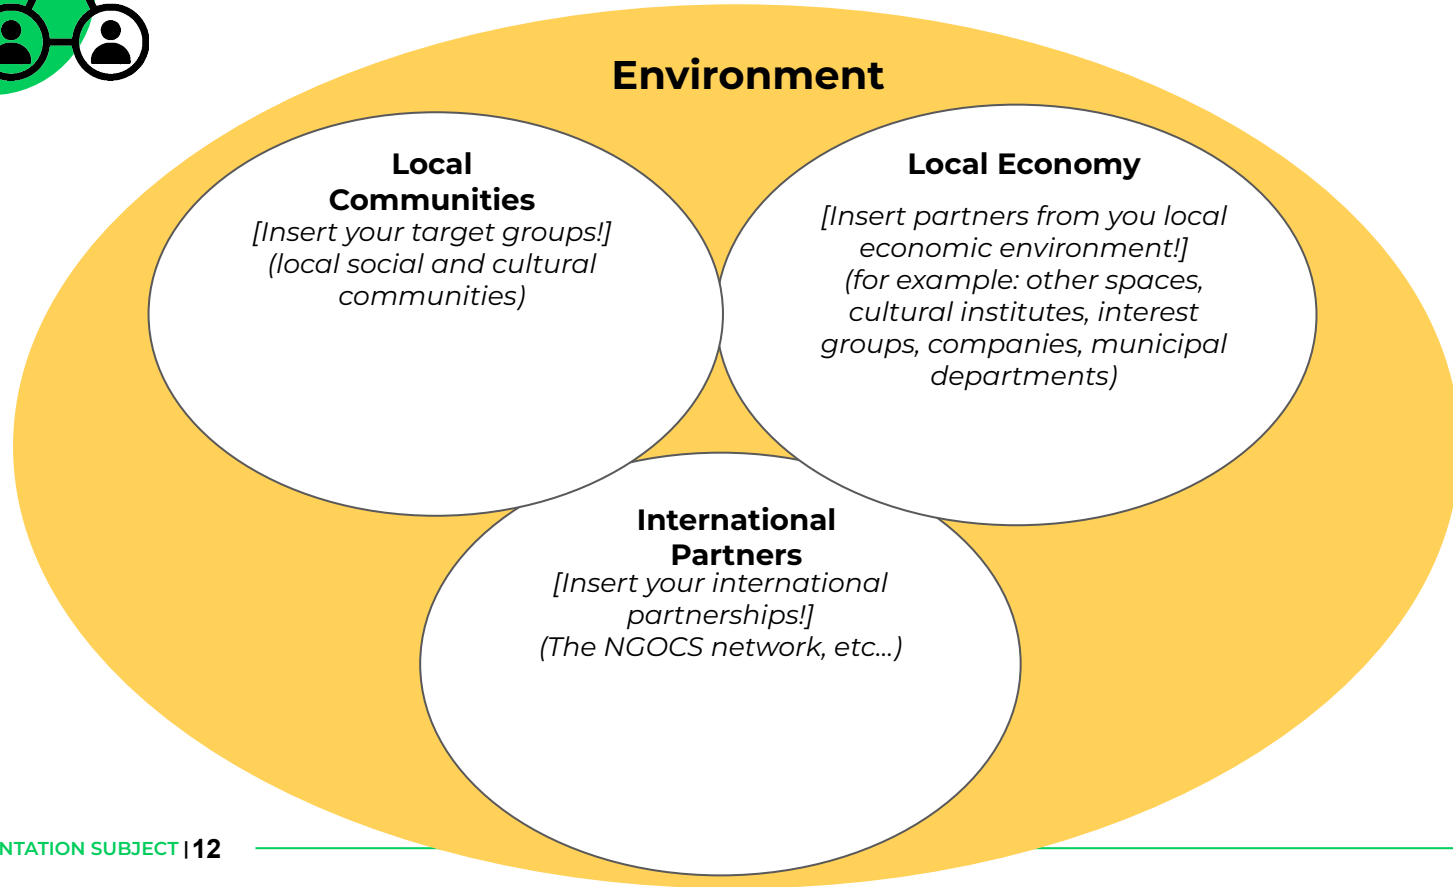 Environment
Local
Communities
[Insert your target groups!]
(local social and cultural
communities)
Local Economy
[Insert partners from you local
economic environment!]
(for example: other spaces,
cultural institutes, interest
groups, companies, municipal
departments)
International
Partners
[Insert your international
partnerships!]
(The NGOCS network, etc...)
NTATION SUBJECT | 12